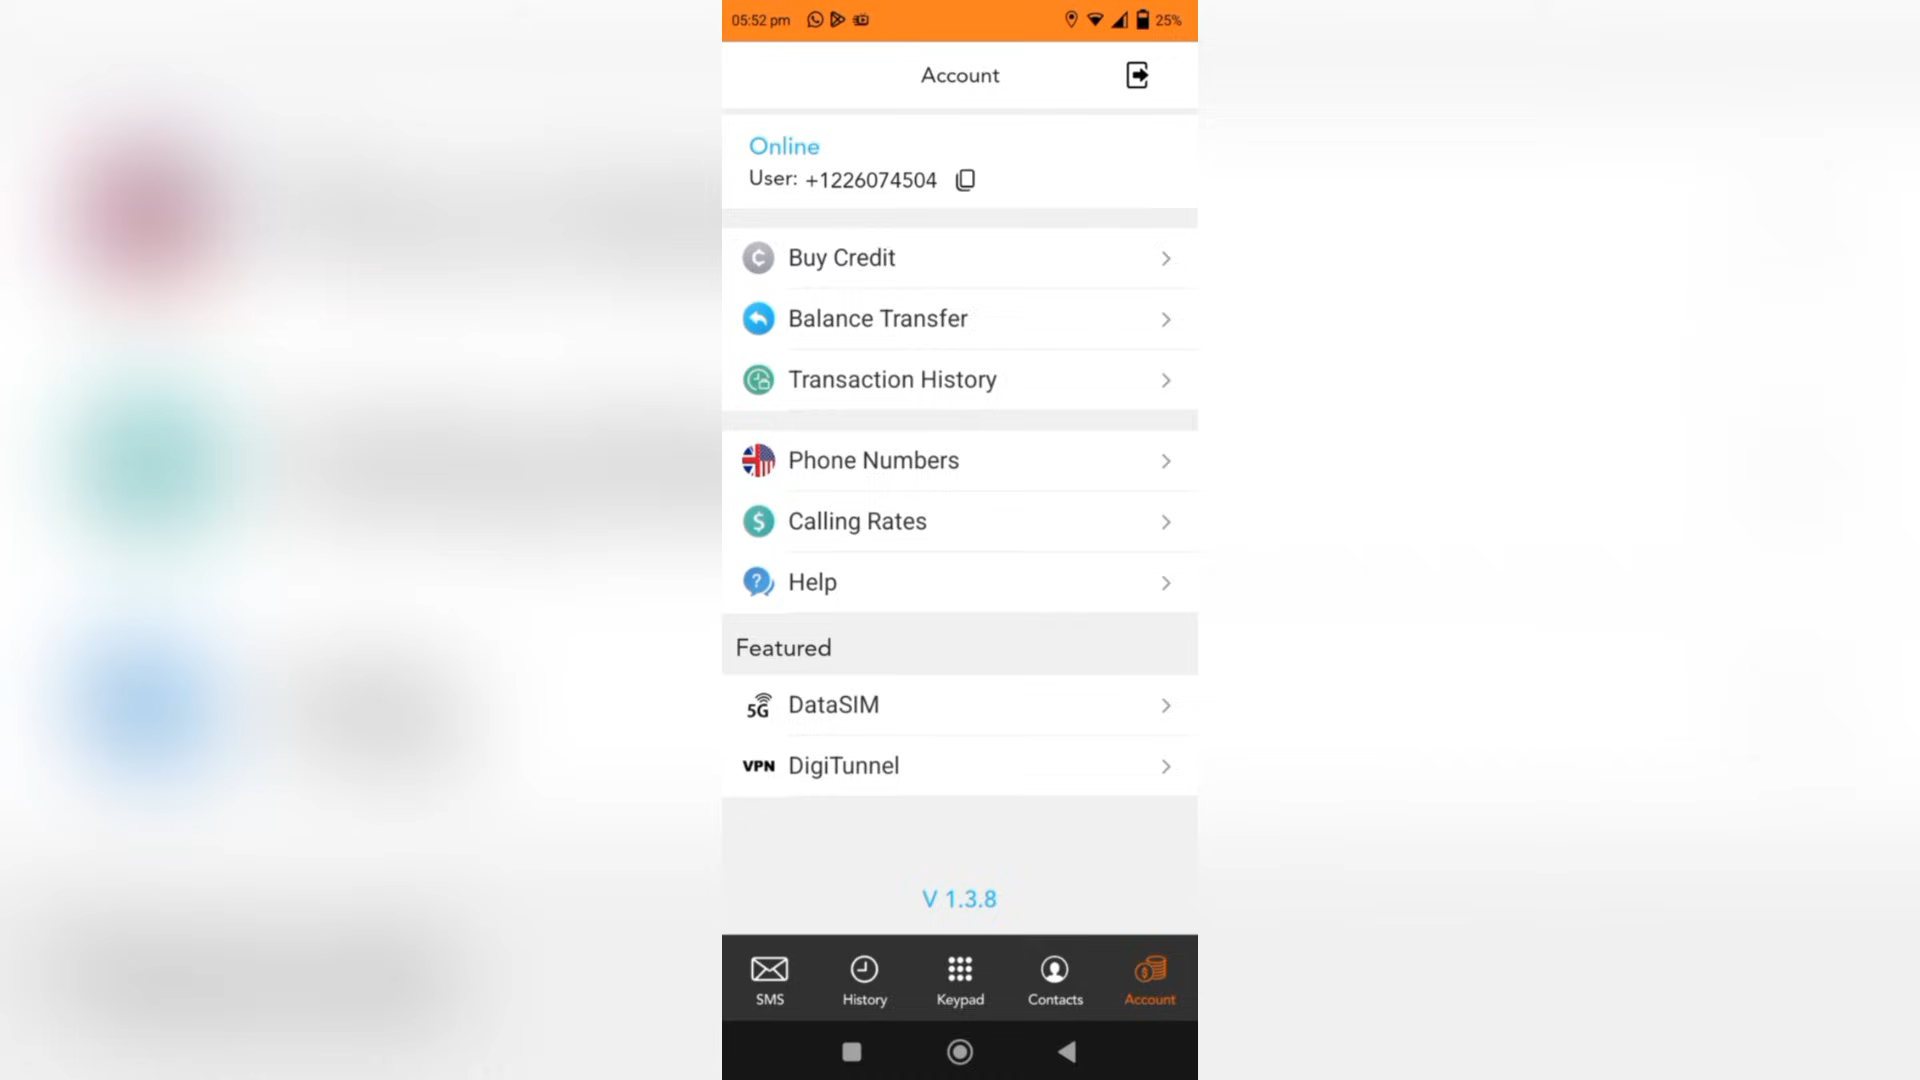 05:52 pm 25%
Account
Online
User: +1226074504
Buy Credit
Balance Transfer
Transaction History
Phone Numbers
Calling Rates
Help
Featured
5G DataSIM
VPN DigiTunnel
V 1.3.8
SMS History Keypad Contacts Account